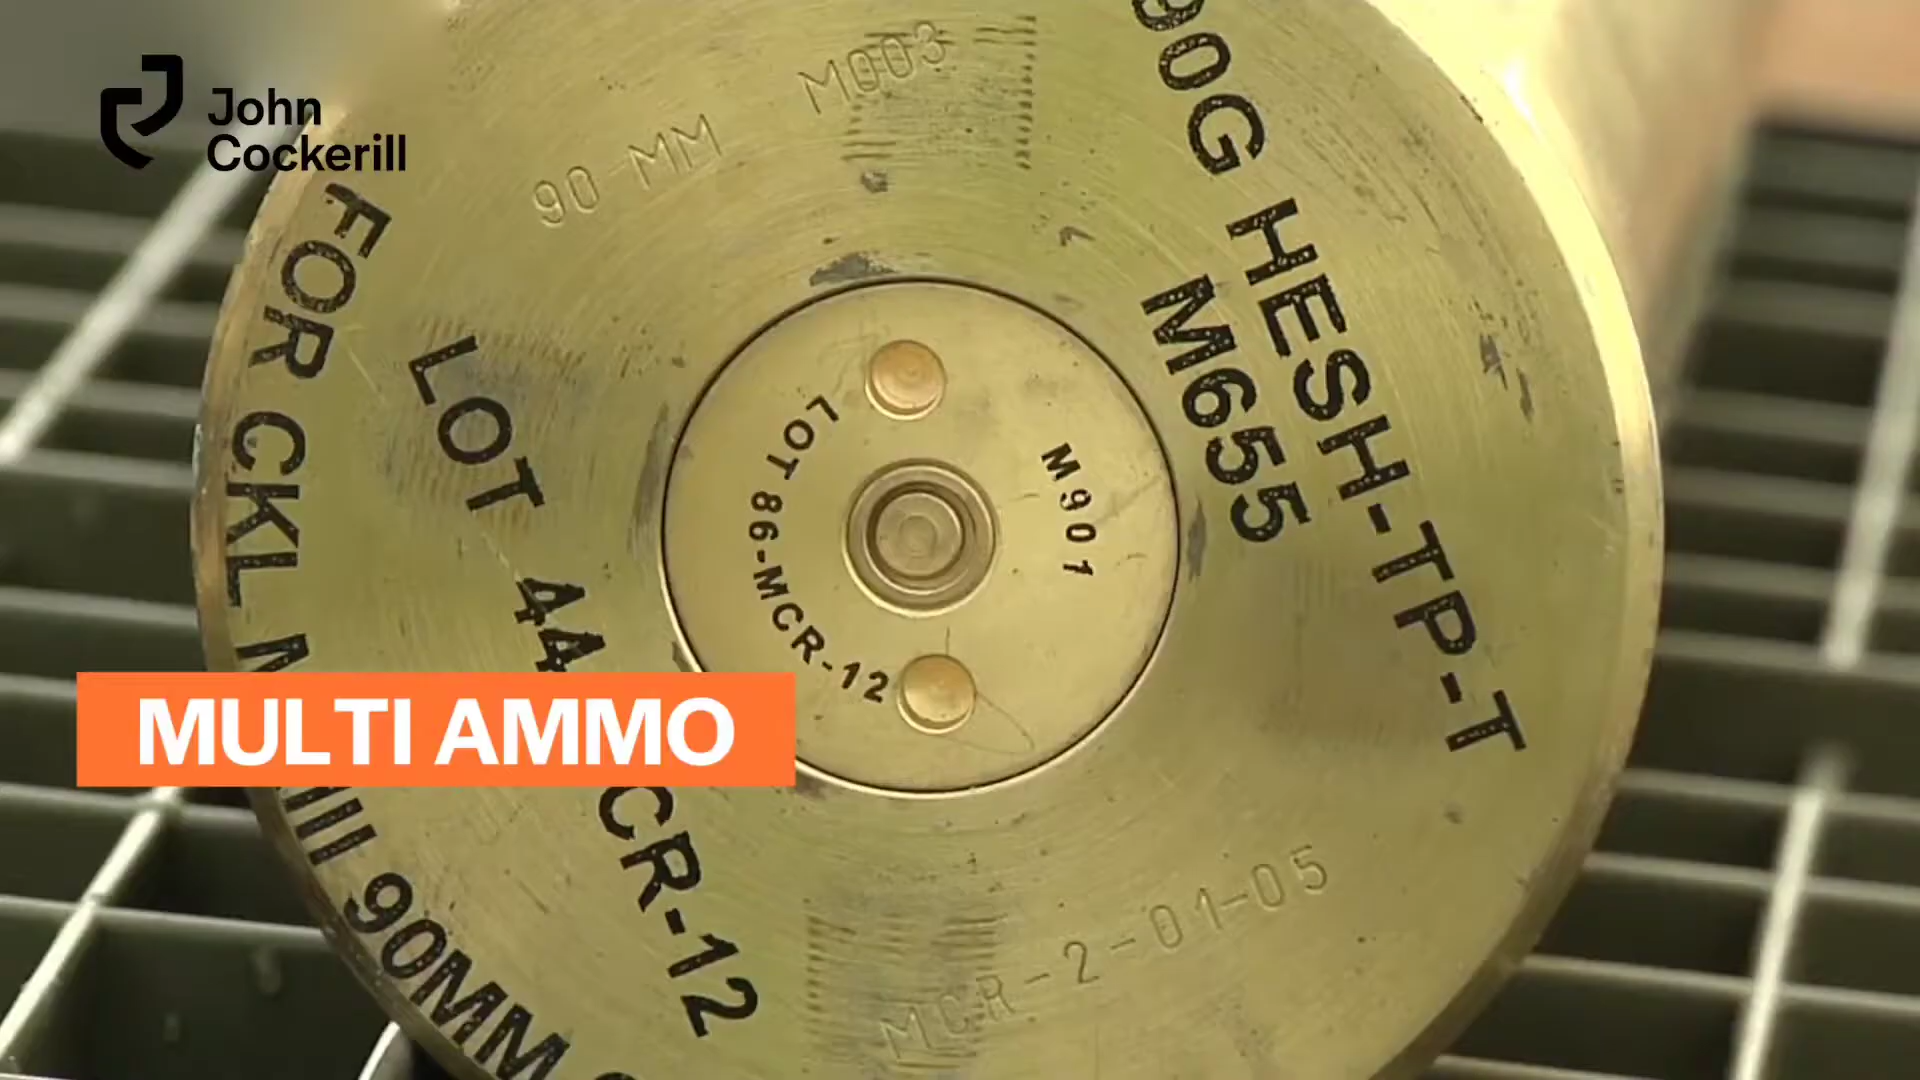 John
Cockerill
90-MM M003
90G HESH-TP-T
M655
FOR CKL
IIII 90MM
LOT 44
CR-12
M901
LOT 86-MCR-12
MCR-2-01-05
MULTI AMMO